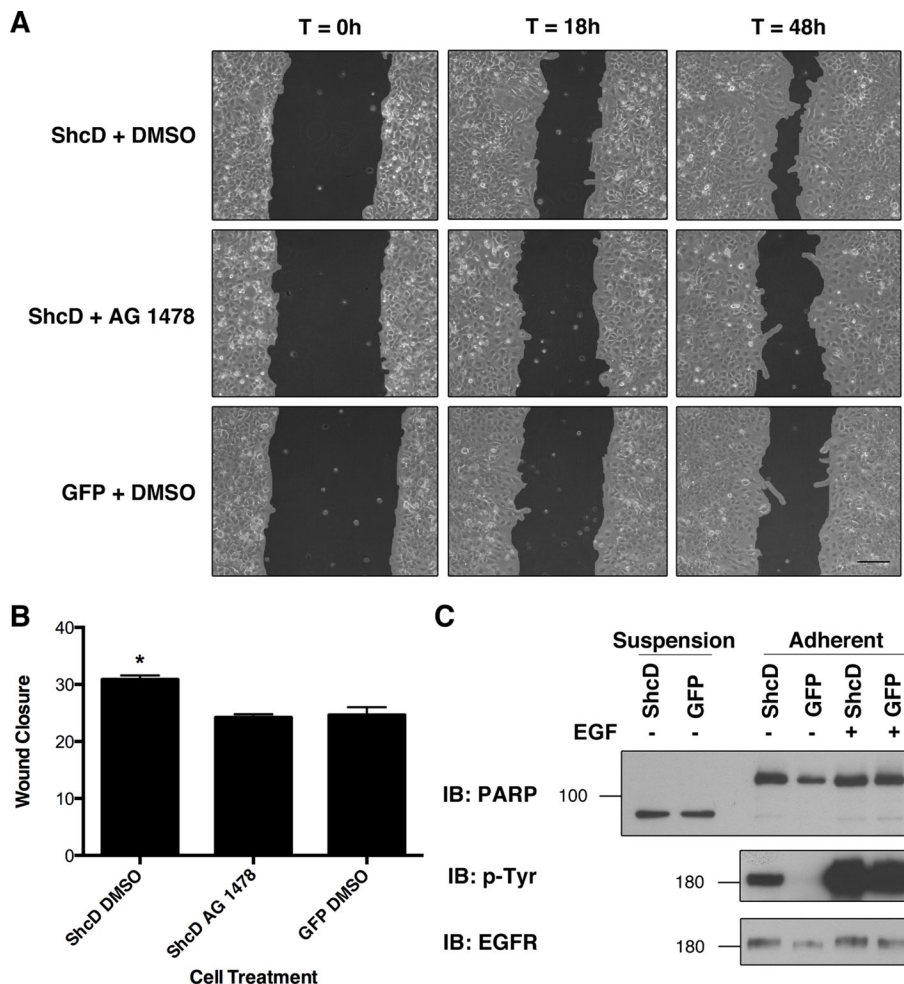 A
T = 0h
T = 18h
T = 48h
ShcD + DMSO
ShcD + AG 1478
GFP + DMSO
B
Wound Closure
40
30
20
10
0
*
ShcD DMSO
ShcD AG 1478
GFP DMSO
Cell Treatment
C
Suspension
Adherent
ShcD
GFP
ShcD
GFP
ShcD
GFP
EGF - - - - + +
IB: PARP
100
IB: p-Tyr
180
IB: EGFR
180